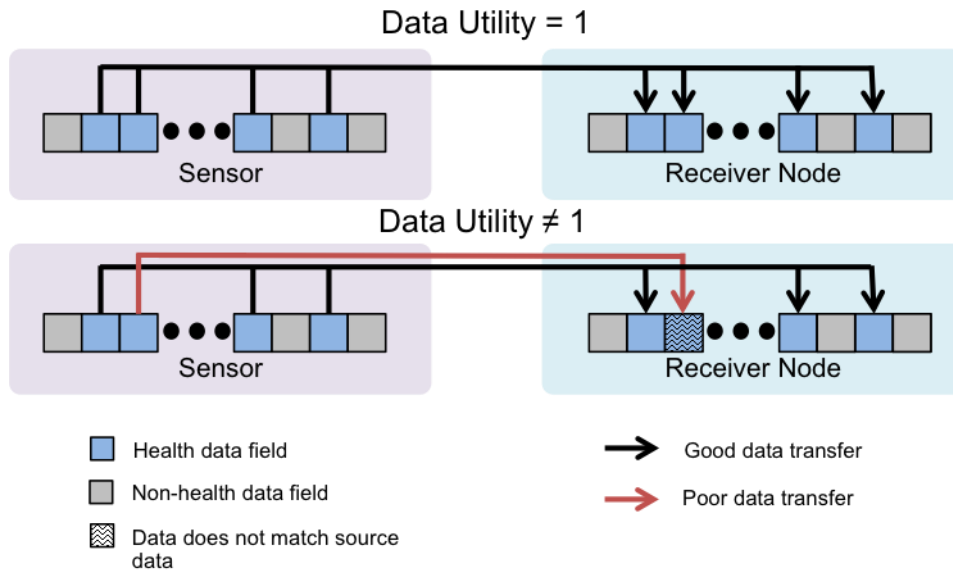 Data Utility = 1
Sensor
Receiver Node
Data Utility ≠ 1
Sensor
Receiver Node
Health data field
Non-health data field
Data does not match source
data
Good data transfer
Poor data transfer